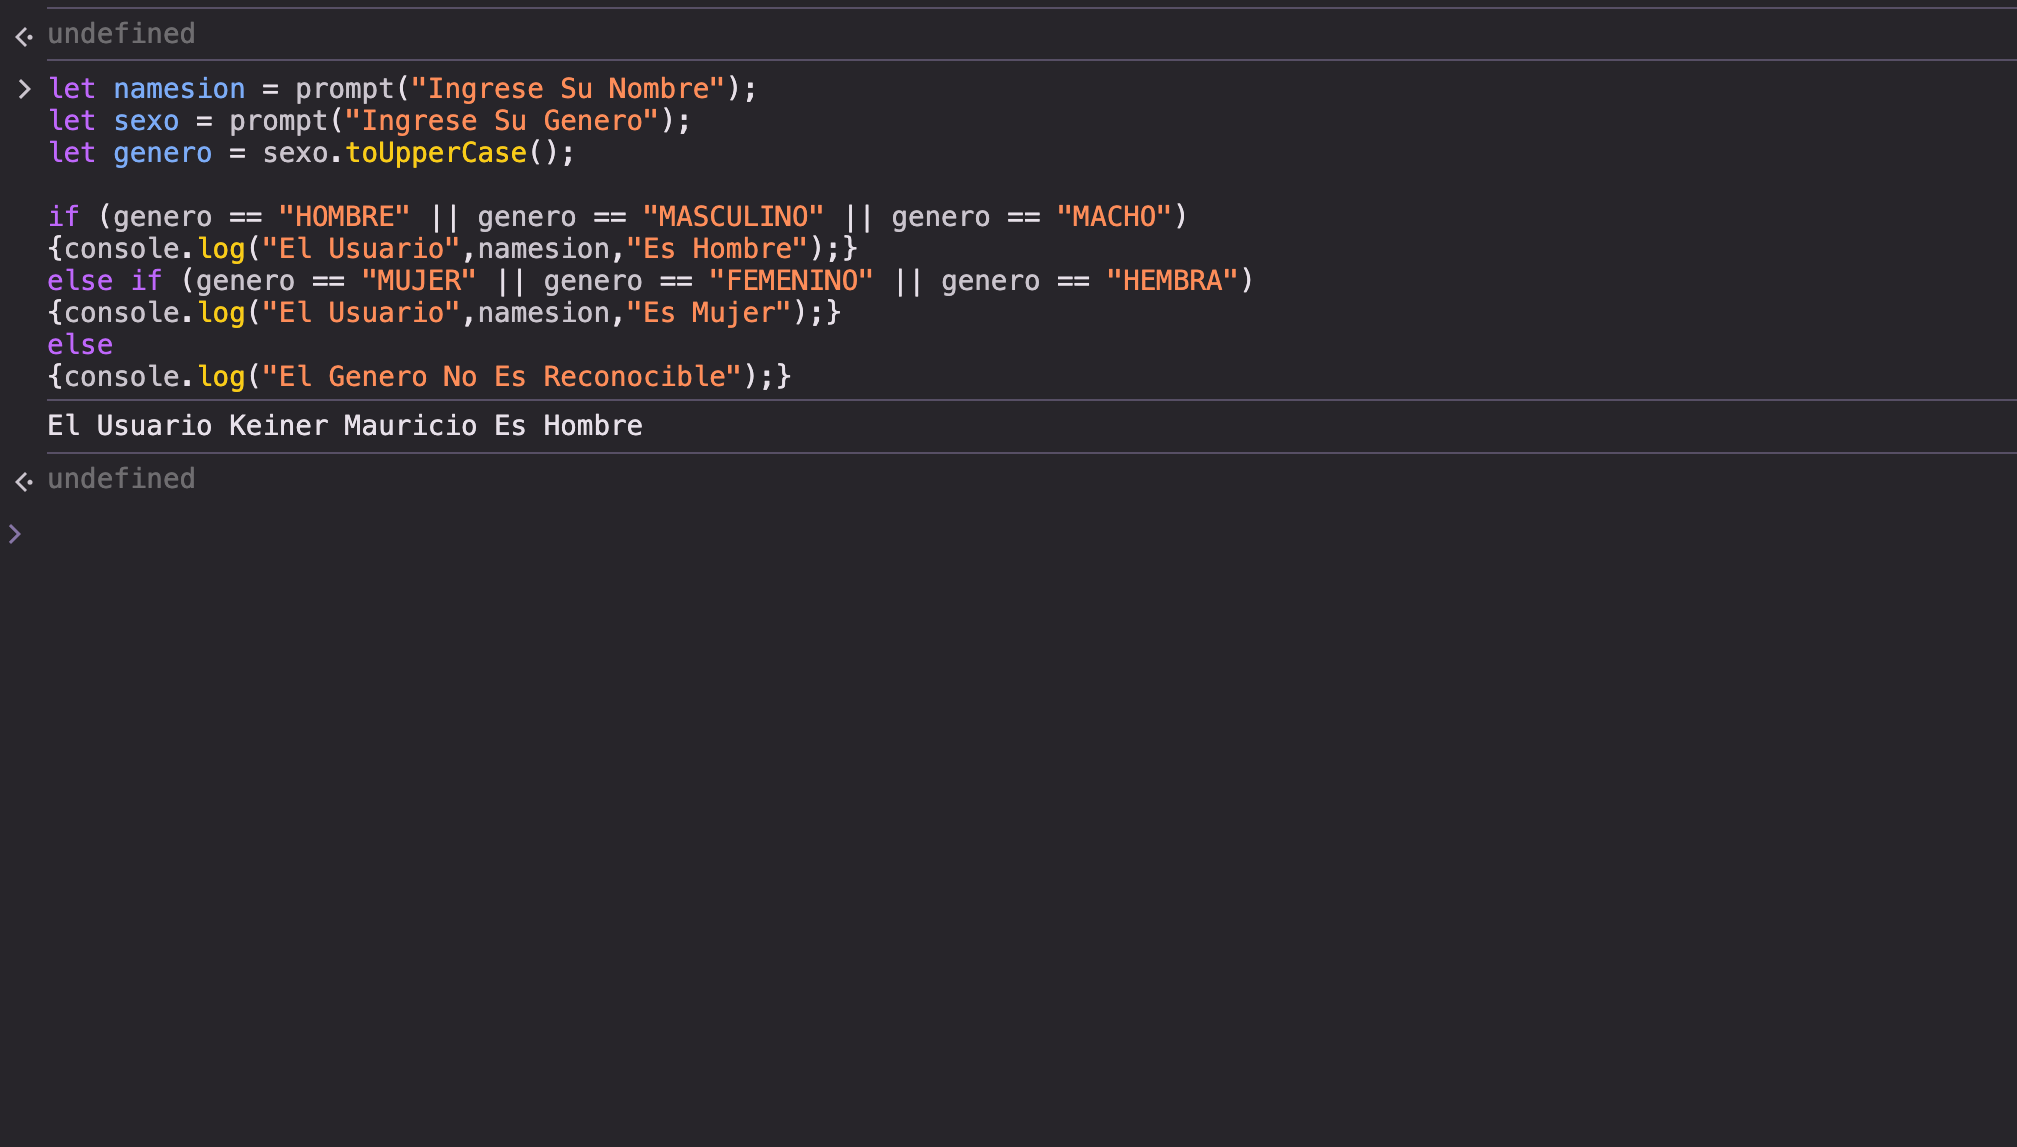 undefined
let namesion = prompt("Ingrese Su Nombre");
let sexo = prompt("Ingrese Su Genero");
let genero = sexo.toUpperCase();
if (genero == "HOMBRE" || genero == "MASCULINO" || genero == "MACHO")
{console.log("El Usuario",namesion,"Es Hombre");}
else if (genero == "MUJER" || genero == "FEMENINO" || genero == "HEMBRA")
{console.log("El Usuario",namesion,"Es Mujer");}
else
{console.log("El Genero No Es Reconocible");}
El Usuario Keiner Mauricio Es Hombre
undefined